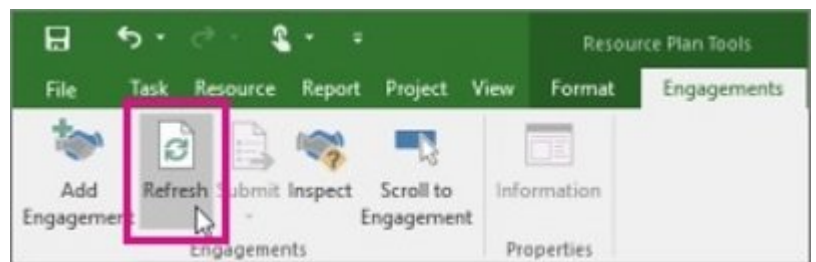 Resource Plan Tools
File Task Resource Report Project View Format Engagements
Add Engagement
Refresh
Submit
Inspect
Scroll to Engagement
Information
Engagements
Properties